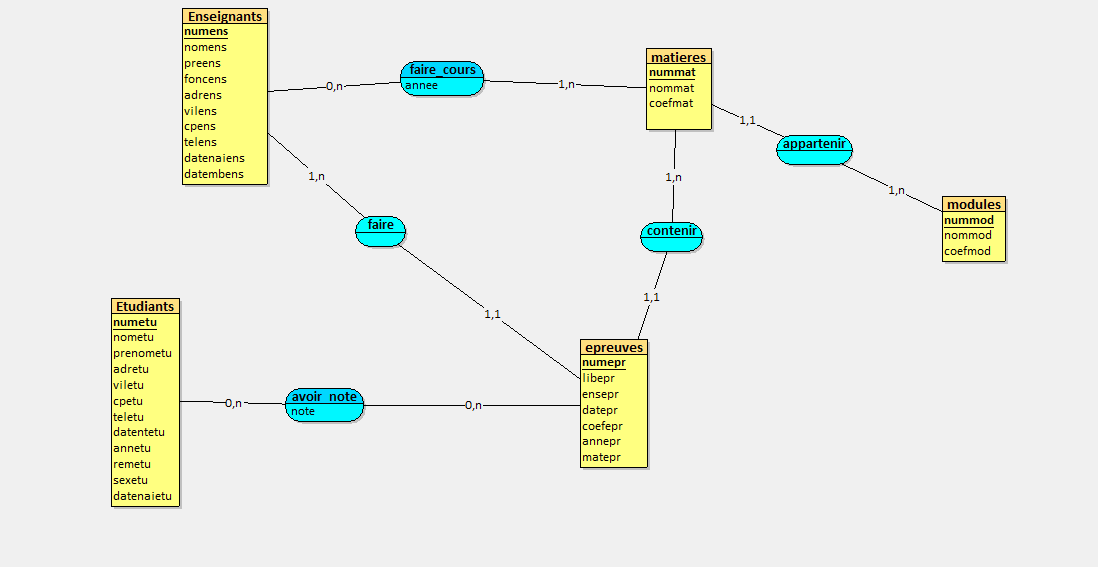 Enseignants
numens
nomens
preens
foncens
adrens
vilens
cpens
telens
datenaiens
datembens
0,n
faire_cours
annee
1,n
matieres
nummat
nommat
coefmat
1,1
appartenir
1,n
modules
nummod
nommod
coefmod
1,n
faire
1,1
1,n
contenir
1,1
Etudiants
numetu
nometu
prenometu
adretu
viletu
cpetu
teletu
datentetu
annetu
remetu
sexetu
datenaietu
0,n
avoir_note
note
0,n
epreuves
numepr
libepr
ensepr
datepr
coefepr
annepr
matepr